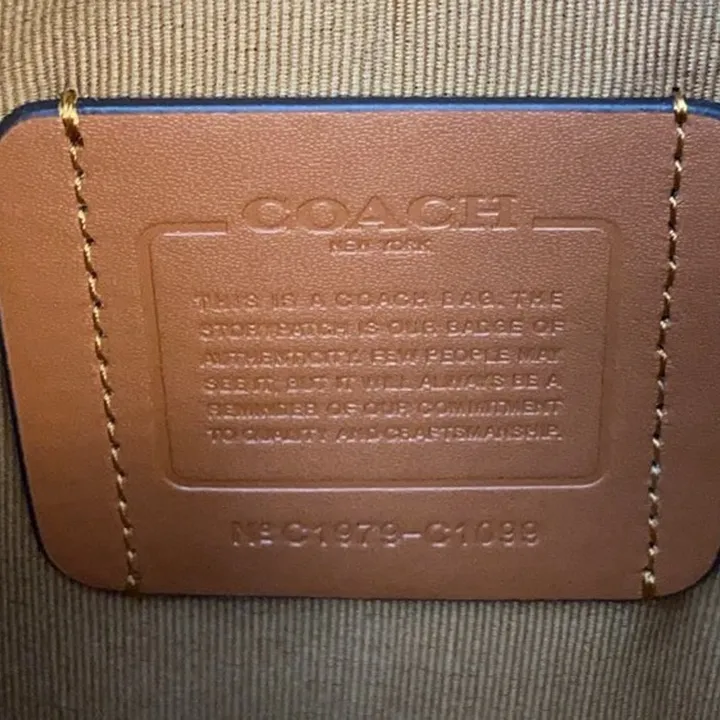 COACH
NEW YORK
THIS IS A COACH BAG. THE
STORYPATCH IS OUR BADGE OF
AUTHENTICITY. FEW PEOPLE MAY
SEE IT, BUT IT WILL ALWAYS BE A
REMINDER OF OUR COMMITMENT
TO QUALITY AND CRAFTSMANSHIP.
Nº C1979-C1099